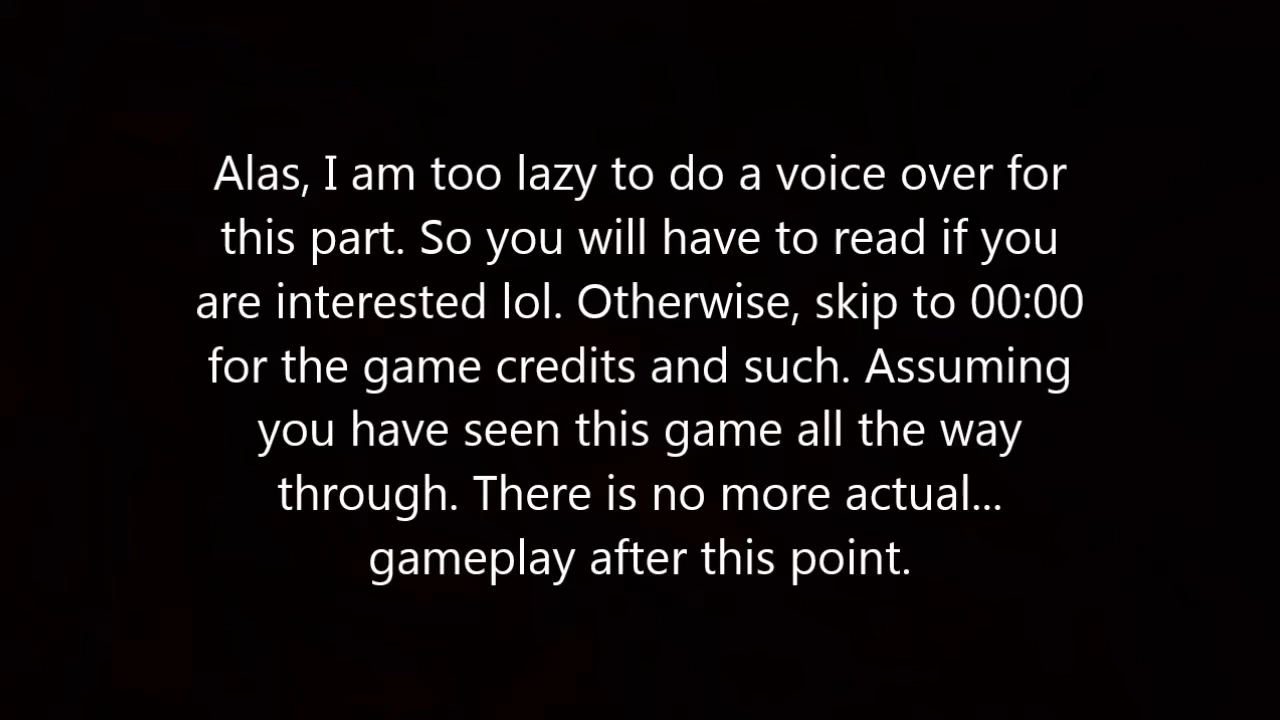 Alas, I am too lazy to do a voice over for
this part. So you will have to read if you
are interested lol. Otherwise, skip to 00:00
for the game credits and such. Assuming
you have seen this game all the way
through. There is no more actual...
gameplay after this point.